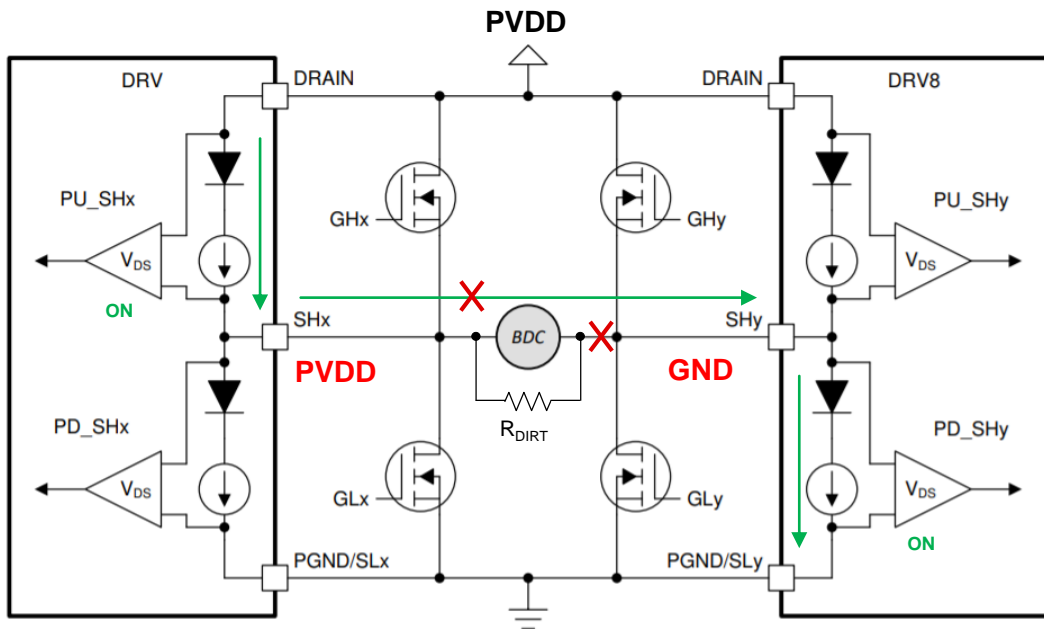 PVDD
DRV
DRAIN
DRAIN
DRV8
PU_SHx
VDS
ON
GHx
GHy
PU_SHy
VDS
SHx
BDC
SHy
PVDD
GND
RDIRT
PD_SHx
VDS
GLx
GLy
PD_SHy
VDS
ON
PGND/SLx
PGND/SLy